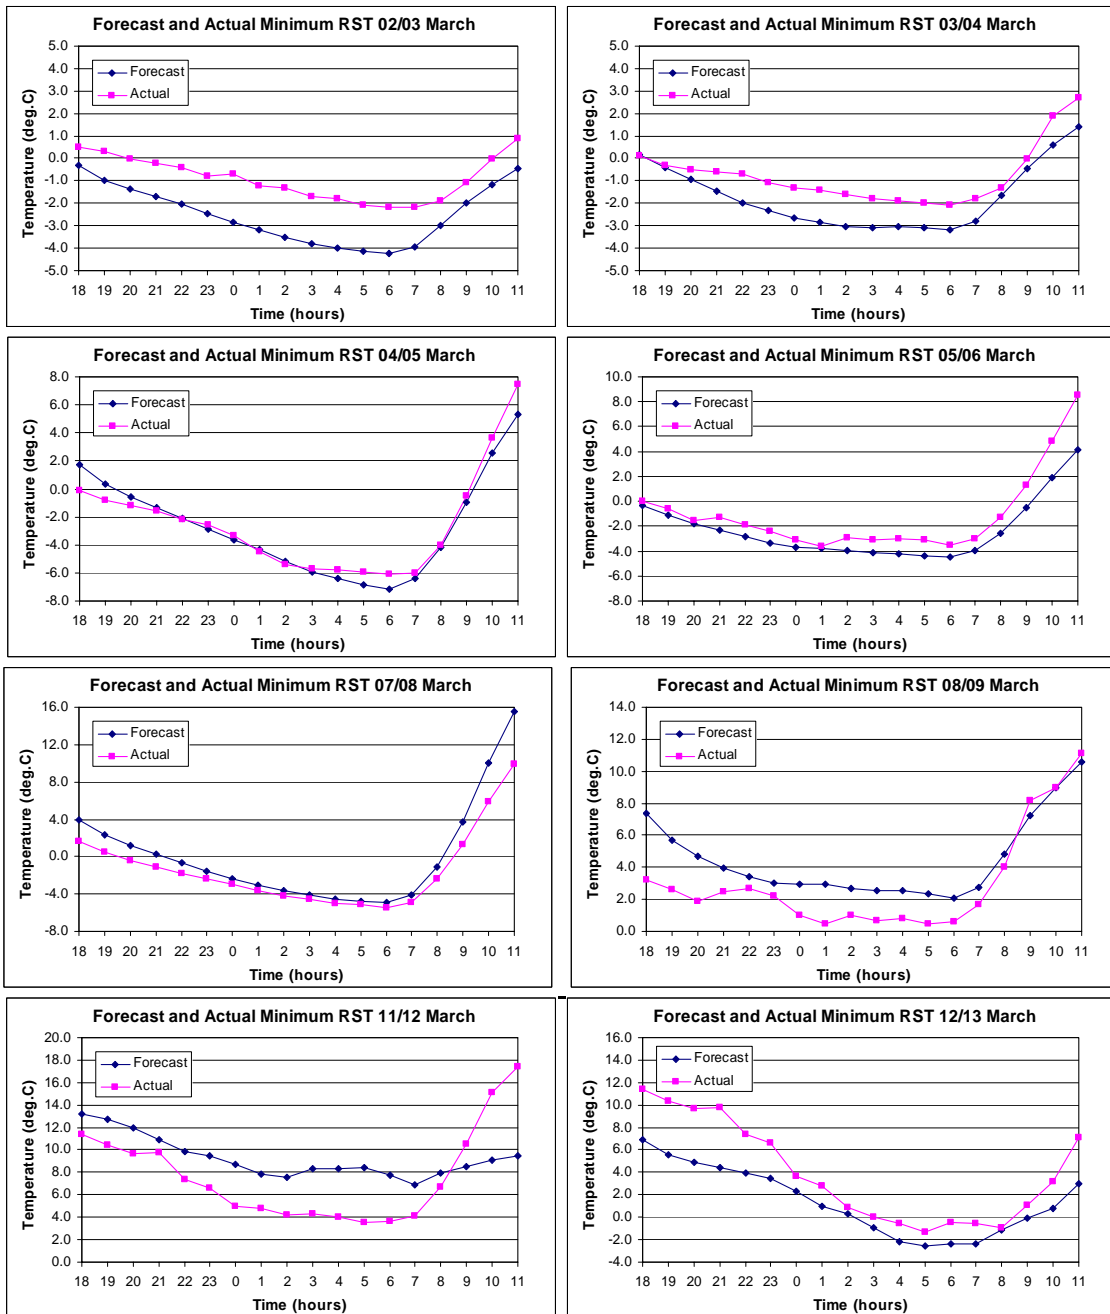 Forecast and Actual Minimum RST 02/03 March
Temperature (deg.C)
5.0
4.0
3.0
2.0
1.0
0.0
-1.0
-2.0
-3.0
-4.0
-5.0
Forecast
Actual
18 19 20 21 22 23 0 1 2 3 4 5 6 7 8 9 10 11
Time (hours)
Forecast and Actual Minimum RST 03/04 March
Temperature (deg.C)
5.0
4.0
3.0
2.0
1.0
0.0
-1.0
-2.0
-3.0
-4.0
-5.0
Forecast
Actual
18 19 20 21 22 23 0 1 2 3 4 5 6 7 8 9 10 11
Time (hours)
Forecast and Actual Minimum RST 04/05 March
Temperature (deg.C)
8.0
6.0
4.0
2.0
0.0
-2.0
-4.0
-6.0
-8.0
Forecast
Actual
18 19 20 21 22 23 0 1 2 3 4 5 6 7 8 9 10 11
Time (hours)
Forecast and Actual Minimum RST 05/06 March
Temperature (deg.C)
10.0
8.0
6.0
4.0
2.0
0.0
-2.0
-4.0
-6.0
-8.0
Forecast
Actual
18 19 20 21 22 23 0 1 2 3 4 5 6 7 8 9 10 11
Time (hours)
Forecast and Actual Minimum RST 07/08 March
Temperature (deg.C)
16.0
12.0
8.0
4.0
0.0
-4.0
-8.0
Forecast
Actual
18 19 20 21 22 23 0 1 2 3 4 5 6 7 8 9 10 11
Time (hours)
Forecast and Actual Minimum RST 08/09 March
Temperature (deg.C)
14.0
12.0
10.0
8.0
6.0
4.0
2.0
0.0
Forecast
Actual
18 19 20 21 22 23 0 1 2 3 4 5 6 7 8 9 10 11
Time (hours)
Forecast and Actual Minimum RST 11/12 March
Temperature (deg.C)
20.0
18.0
16.0
14.0
12.0
10.0
8.0
6.0
4.0
2.0
0.0
Forecast
Actual
18 19 20 21 22 23 0 1 2 3 4 5 6 7 8 9 10 11
Time (hours)
Forecast and Actual Minimum RST 12/13 March
Temperature (deg.C)
16.0
14.0
12.0
10.0
8.0
6.0
4.0
2.0
0.0
-2.0
-4.0
Forecast
Actual
18 19 20 21 22 23 0 1 2 3 4 5 6 7 8 9 10 11
Time (hours)